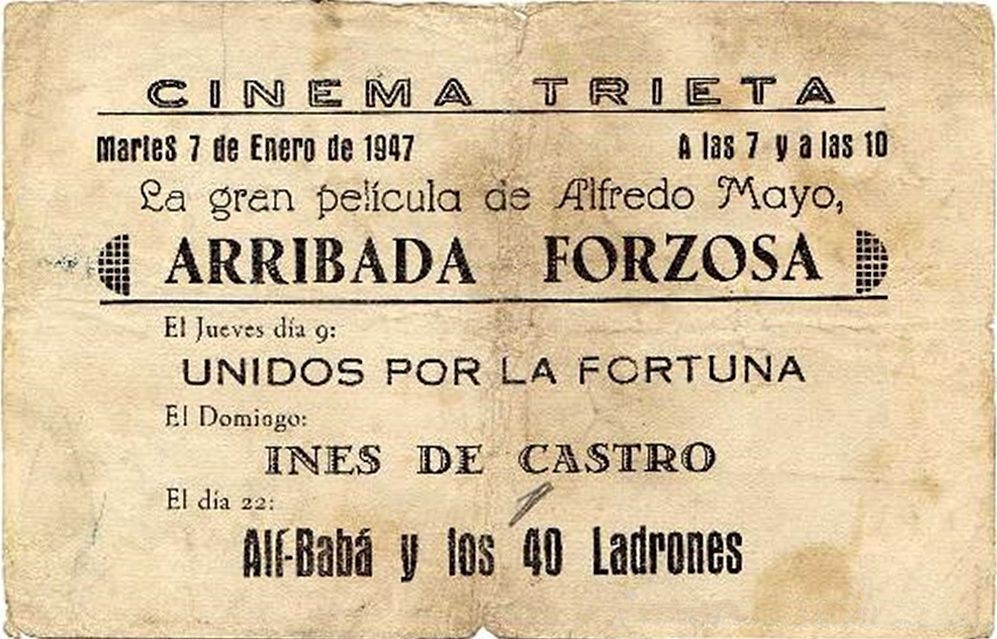 CINEMA TRIETA
Martes 7 de Enero de 1947 A las 7 y a las 10
La gran película de Alfredo Mayo,
ARRIBADA FORZOSA
El Jueves día 9:
UNIDOS POR LA FORTUNA
El Domingo:
INES DE CASTRO
El día 22:
Alí-Babá y los 40 Ladrones